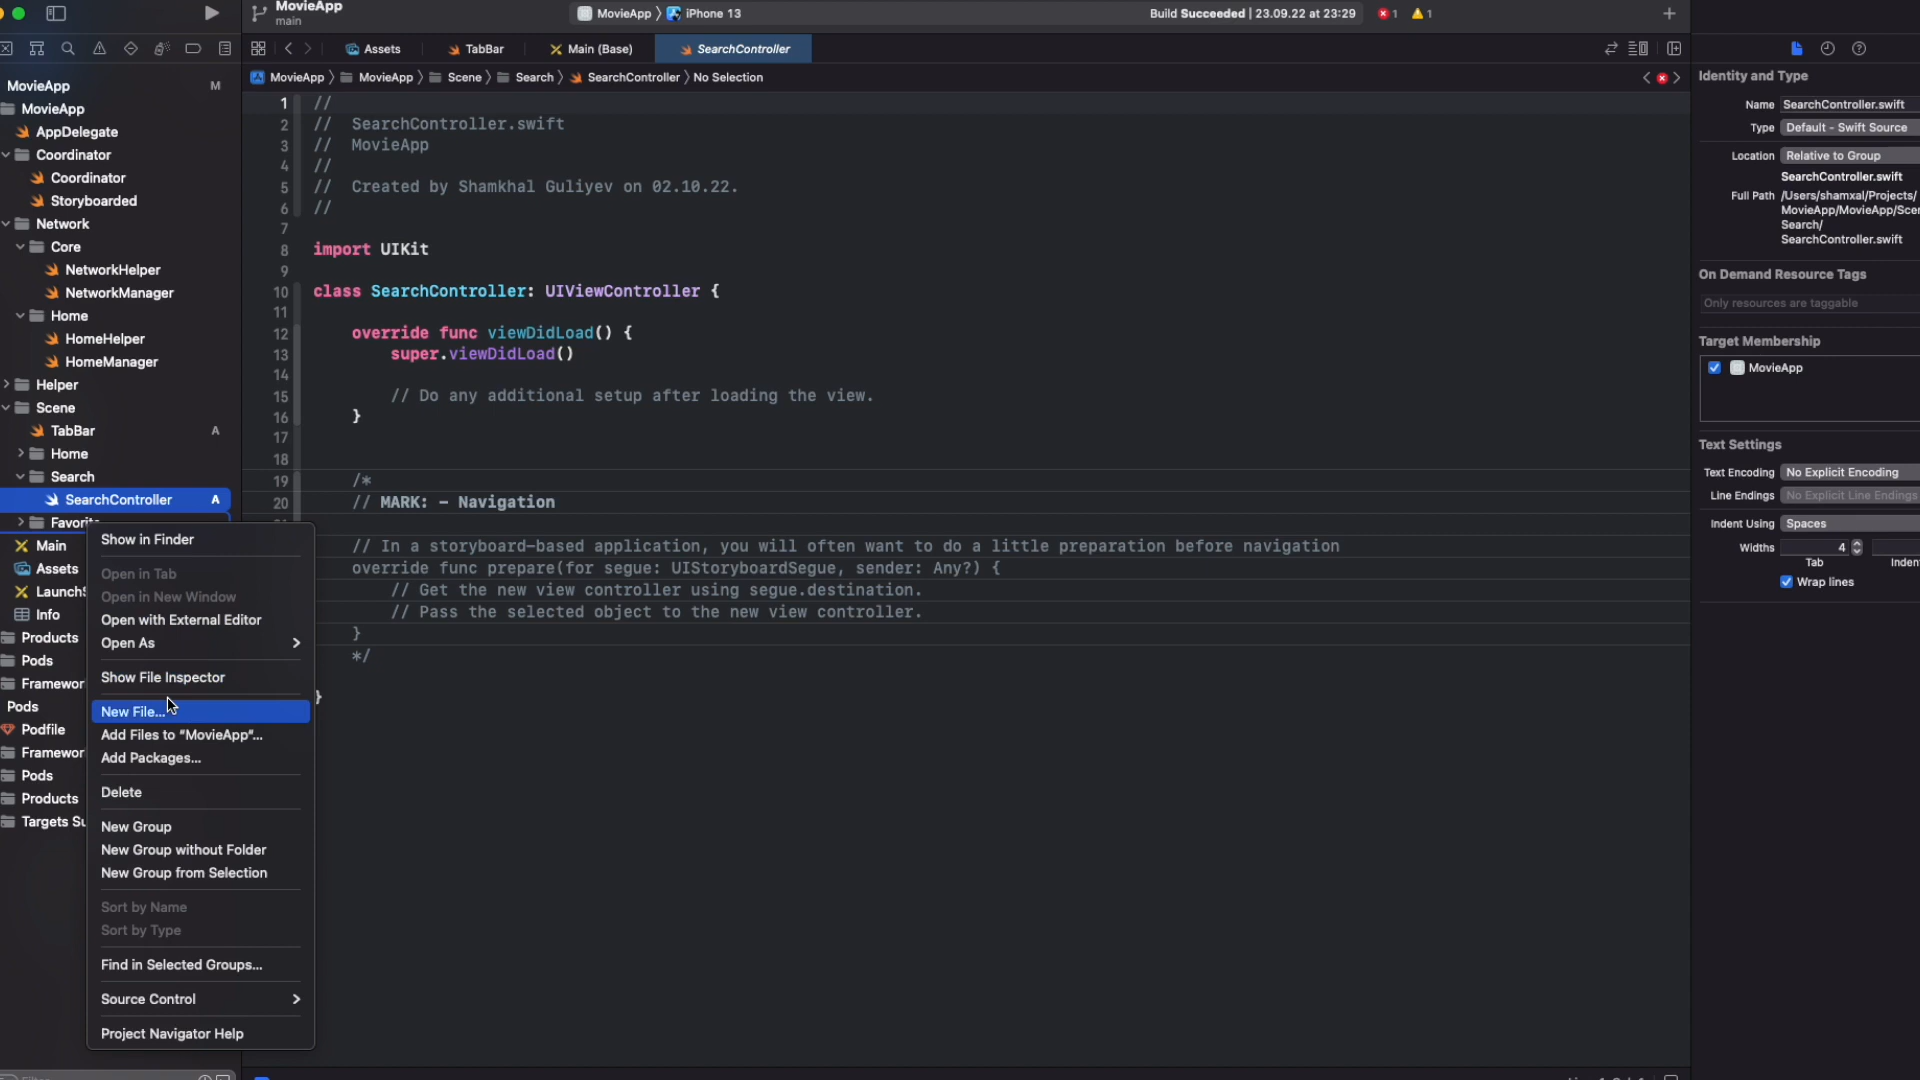 MovieApp
main
MovieApp
iPhone 13
Build Succeeded | 23.09.22 at 23:29
1
1
Assets
TabBar
Main (Base)
SearchController
MovieApp
MovieApp
Scene
Search
SearchController
No Selection
MovieApp M
MovieApp
AppDelegate
Coordinator
Coordinator
Storyboarded
Network
Core
NetworkHelper
NetworkManager
Home
HomeHelper
HomeManager
Helper
Scene
TabBar A
Home
Search
SearchController A
Main
Assets
Info
Products
Pods
Pods
Podfile
Pods
Products
Targets
Show in Finder
Open in Tab
Open in New Window
Open with External Editor
Open As
Show File Inspector
New File...
Add Files to "MovieApp"...
Add Packages...
Delete
New Group
New Group without Folder
New Group from Selection
Sort by Name
Sort by Type
Find in Selected Groups...
Source Control
Project Navigator Help
1 //
2 // SearchController.swift
3 // MovieApp
4 //
5 // Created by Shamkhal Guliyev on 02.10.22.
6 //
7
8 import UIKit
9
10 class SearchController: UIViewController {
11
12 override func viewDidLoad() {
13 super.viewDidLoad()
14
15 // Do any additional setup after loading the view.
16 }
17
18
19 /*
20 // MARK: - Navigation
// In a storyboard-based application, you will often want to do a little preparation before navigation
override func prepare(for segue: UIStoryboardSegue, sender: Any?) {
// Get the new view controller using segue.destination.
// Pass the selected object to the new view controller.
}
*/
}
Identity and Type
Name SearchController.swift
Type Default - Swift Source
Location Relative to Group
SearchController.swift
Full Path /Users/shamxal/Projects/
MovieApp/MovieApp/Sce
Search/
SearchController.swift
On Demand Resource Tags
Only resources are taggable
Target Membership
MovieApp
Text Settings
Text Encoding No Explicit Encoding
Line Endings No Explicit Line Endings
Indent Using Spaces
Widths 4
Tab
Wrap lines